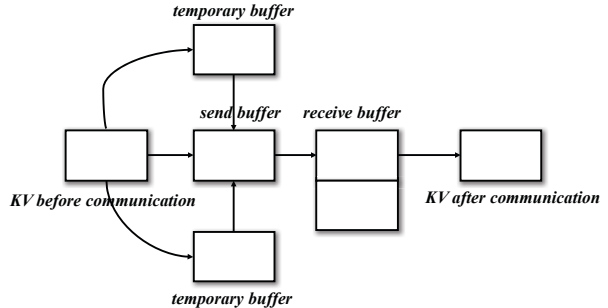 temporary buffer
send buffer
receive buffer
KV before communication
KV after communication
temporary buffer